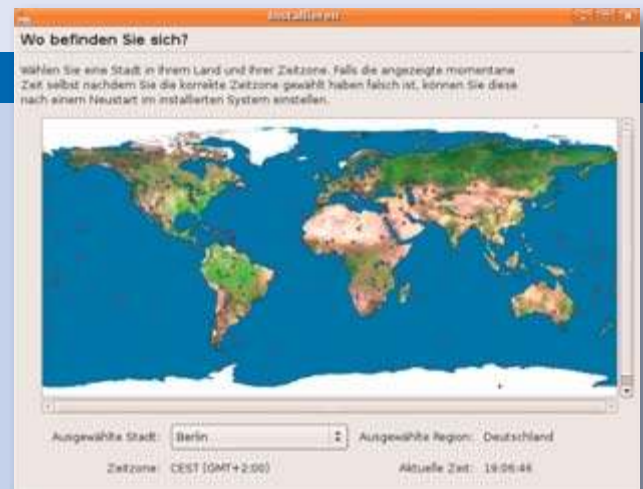 Installieren
Wo befinden Sie sich?
Wählen Sie eine Stadt in Ihrem Land und Ihrer Zeitzone. Falls die angezeigte momentane
Zeit selbst nachdem Sie die korrekte Zeitzone gewählt haben falsch ist, können Sie diese
nach einem Neustart im installierten System einstellen.
Ausgewählte Stadt: Berlin Ausgewählte Region: Deutschland
Zeitzone: CEST (GMT+2:00) Aktuelle Zeit: 19:06:46